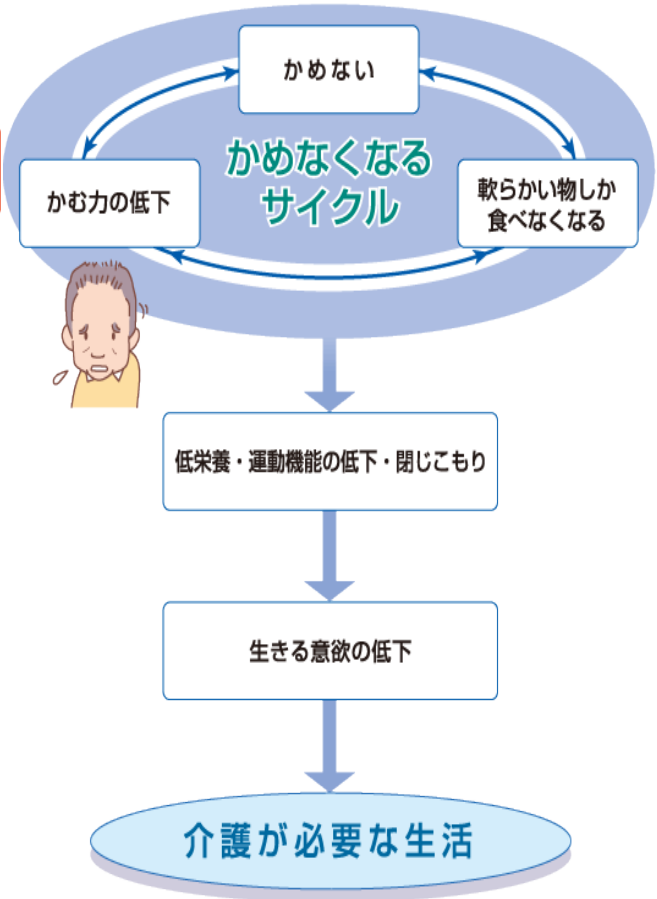 かめない
かめなくなる
サイクル
かむ力の低下
軟らかい物しか
食べなくなる
低栄養・運動機能の低下・閉じこもり
生きる意欲の低下
介護が必要な生活